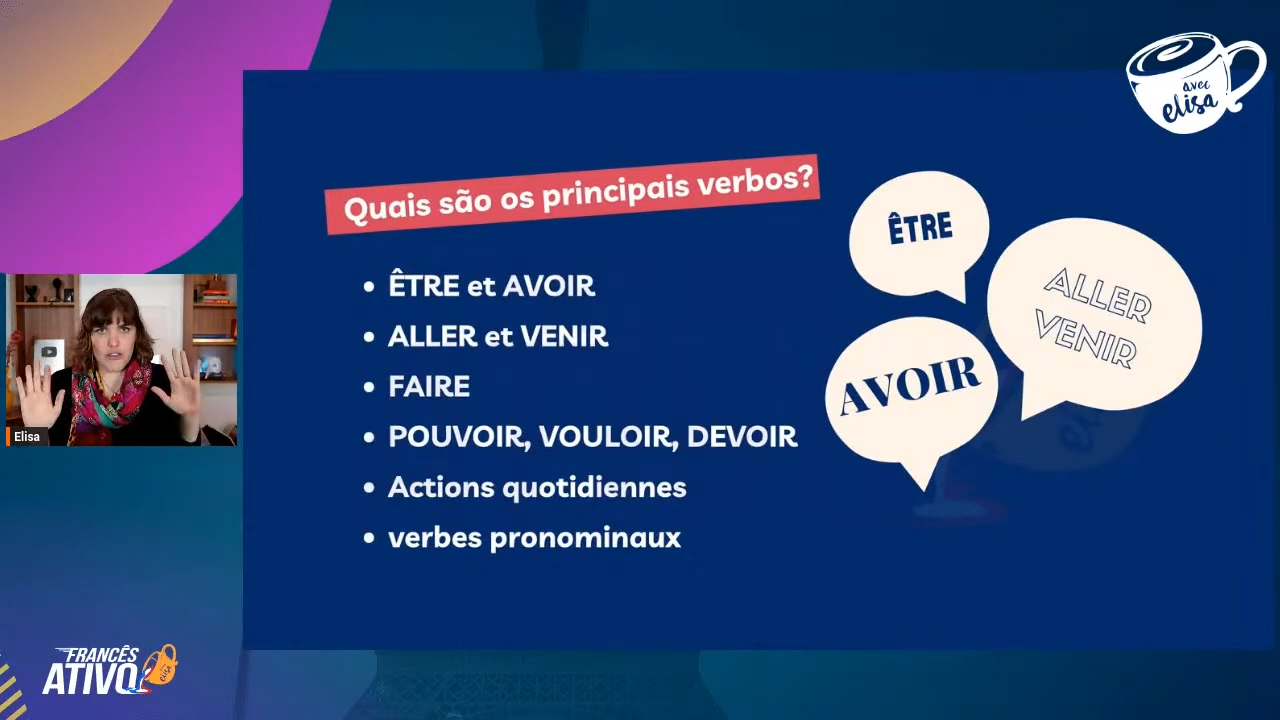 avec
elisa
Quais são os principais verbos?
ÊTRE et AVOIR
ALLER et VENIR
FAIRE
POUVOIR, VOULOIR, DEVOIR
Actions quotidiennes
verbes pronominaux
ÊTRE
ALLER
VENIR
AVOIR
Elisa
FRANCÊS
ATIVO
elisa